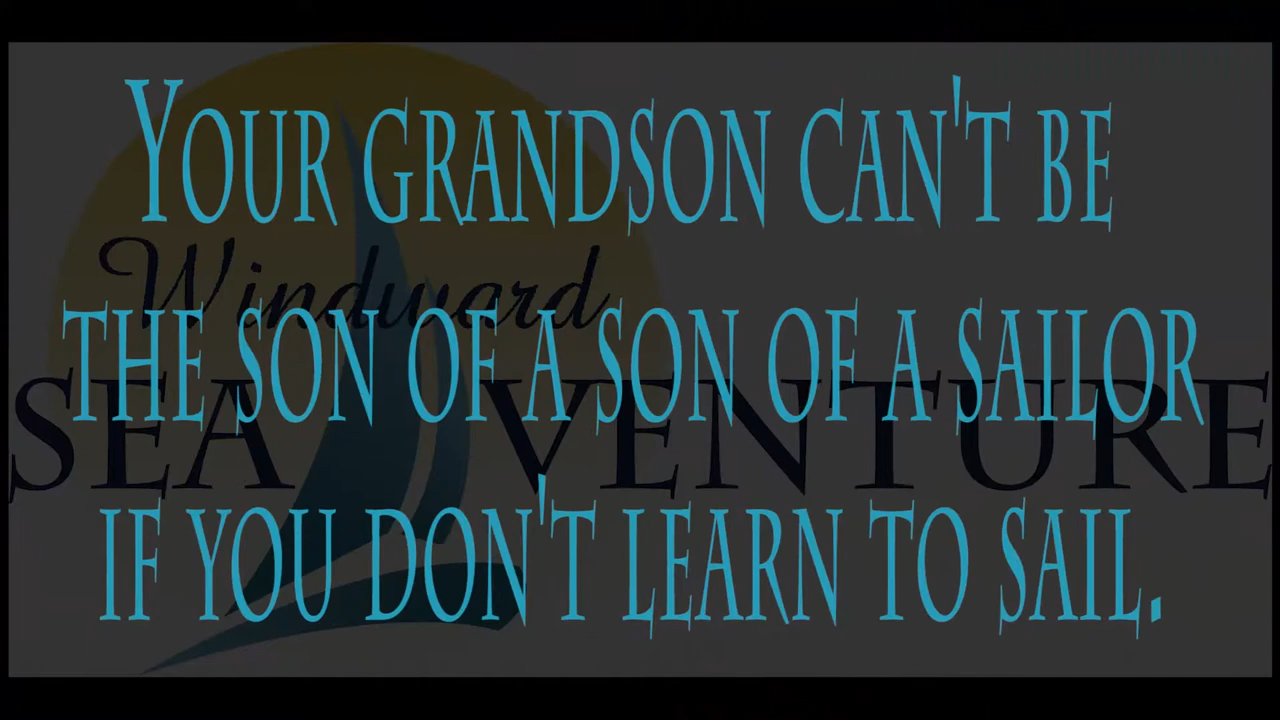 Your grandson can't be
the son of a son of a sailor
if you don't learn to sail.
Windward
SEA VENTURE